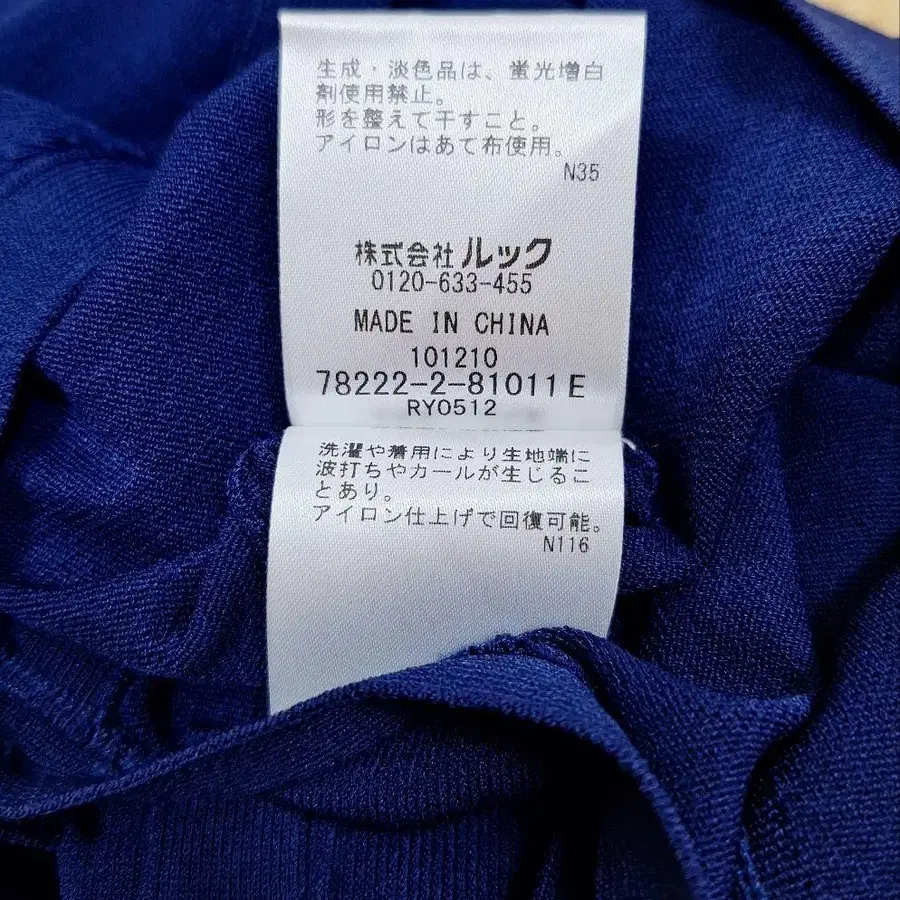 生成・淡色品は、蛍光増白
剤使用禁止。
形を整えて干すこと。
アイロンはあて布使用。
N35
株式会社 ルック
0120-633-455
MADE IN CHINA
101210
78222-2-81011E
RY0512
洗濯や着用により生地端に
波打ちやカールが生じるこ
とあり。
アイロン仕上げで回復可能。
N116